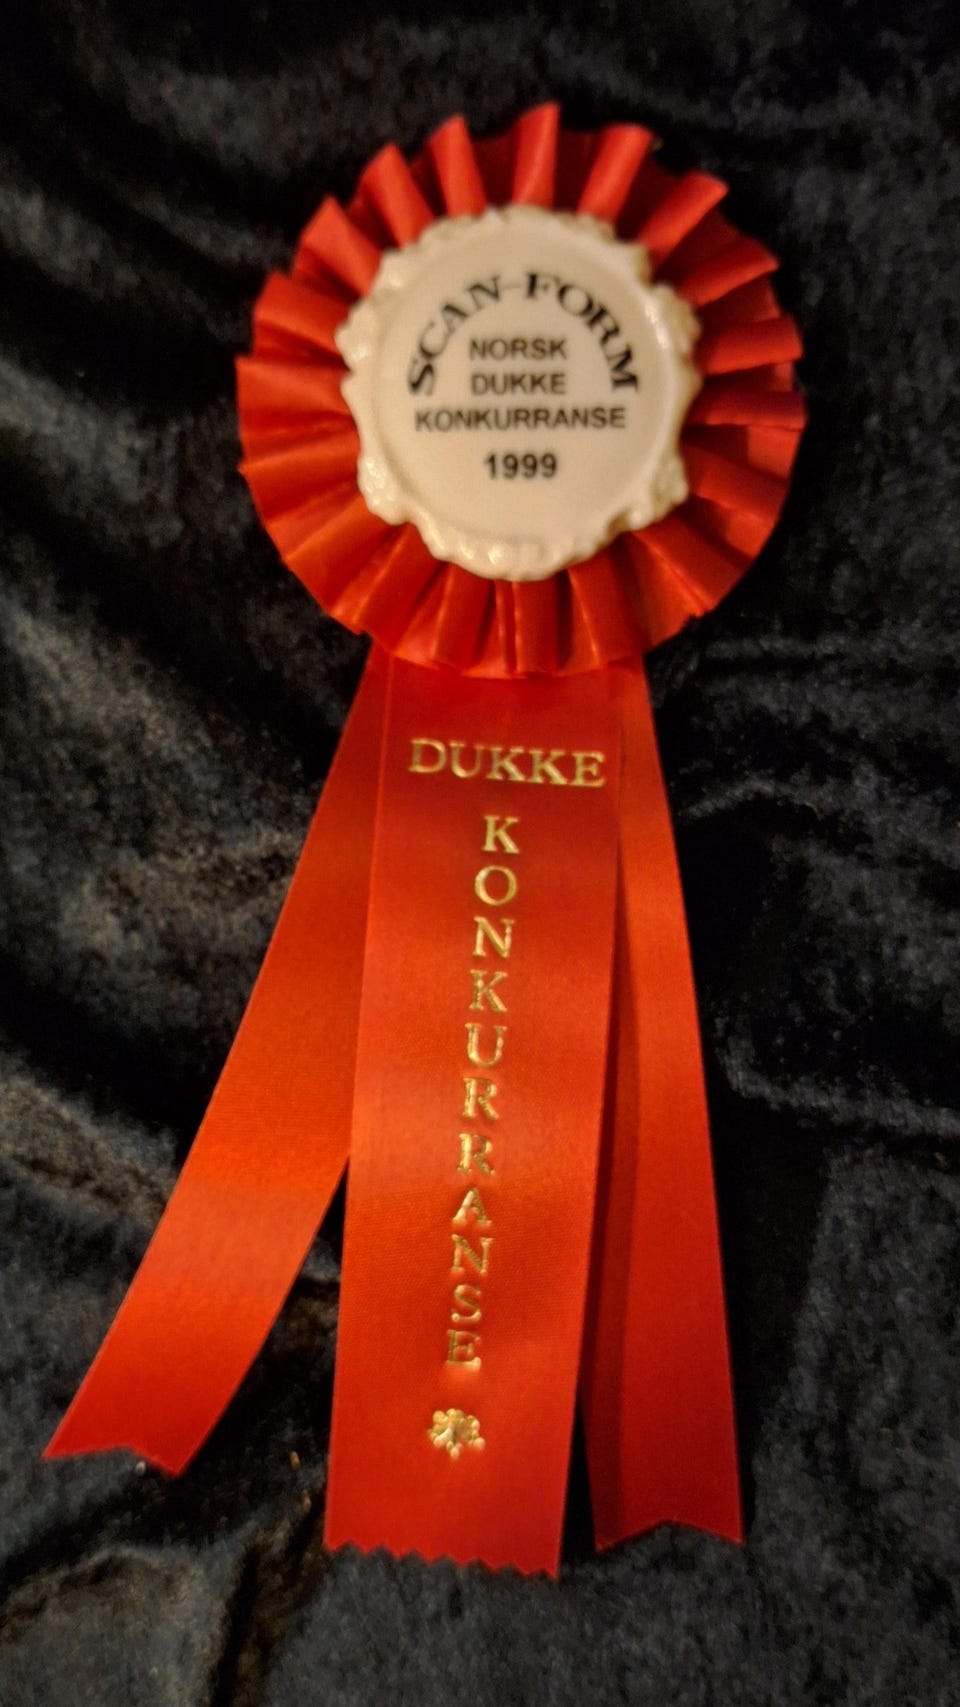 SCAN-FORM
NORSK
DUKKE
KONKURRANSE
1999
DUKKE
KONKURRANSE